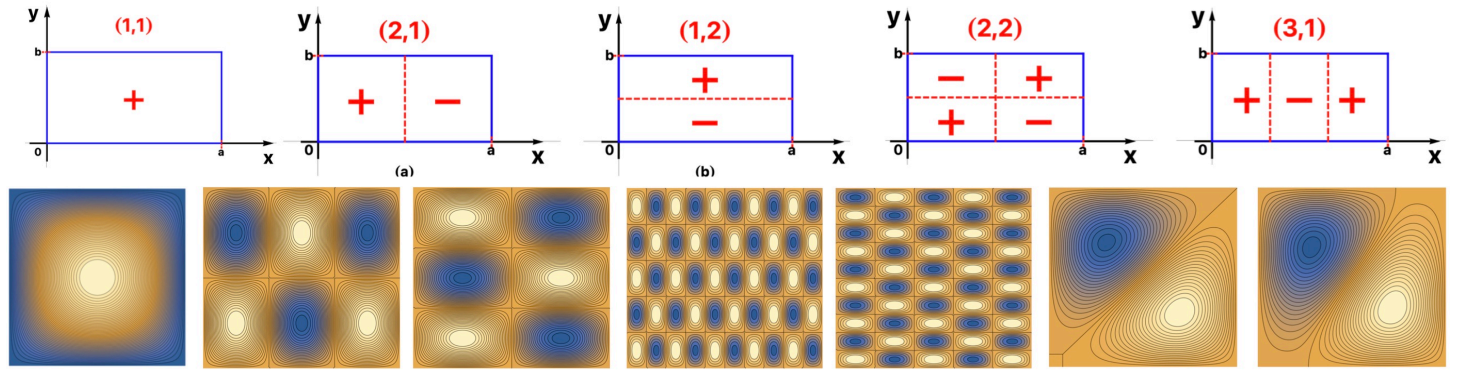 y (1,1)
b
0 a x
y (2,1)
b
0 a x
(a)
y (1,2)
b
0 a x
(b)
y (2,2)
b
0 a x
y (3,1)
b
0 a x